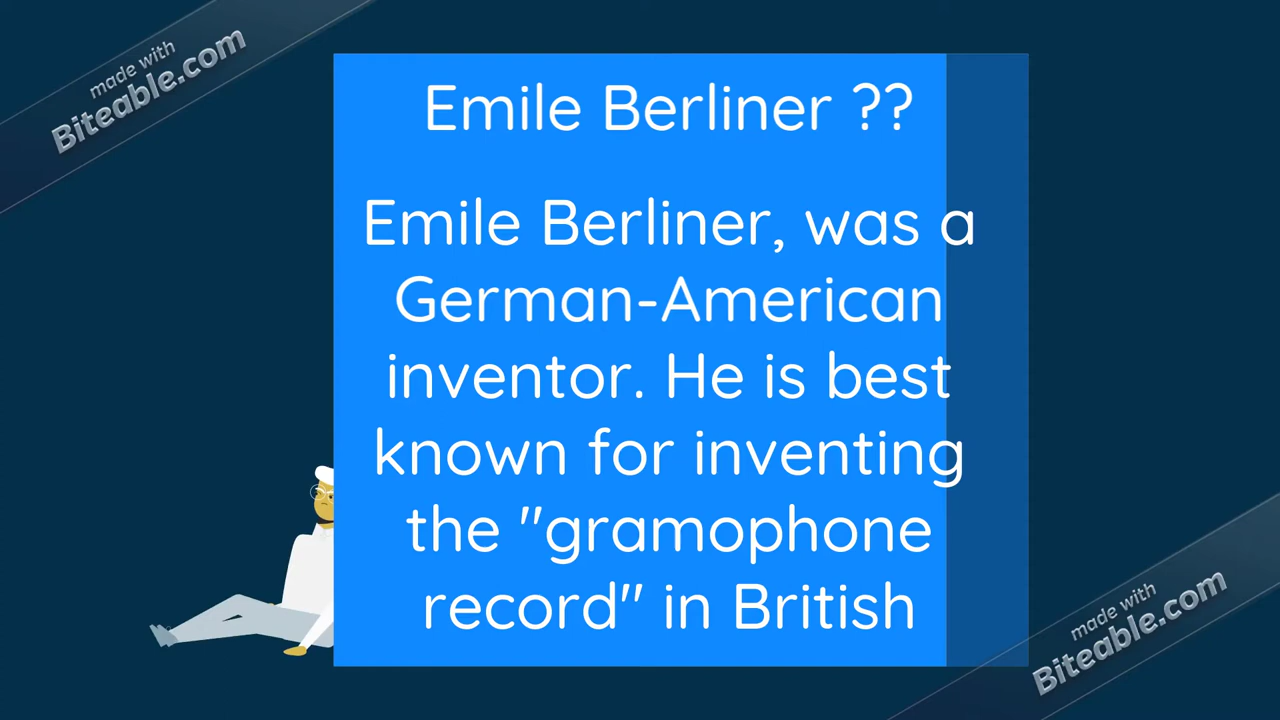 made with
Biteable.com
Emile Berliner ??
Emile Berliner, was a
German-American
inventor. He is best
known for inventing
the "gramophone
record" in British
made with
Biteable.com